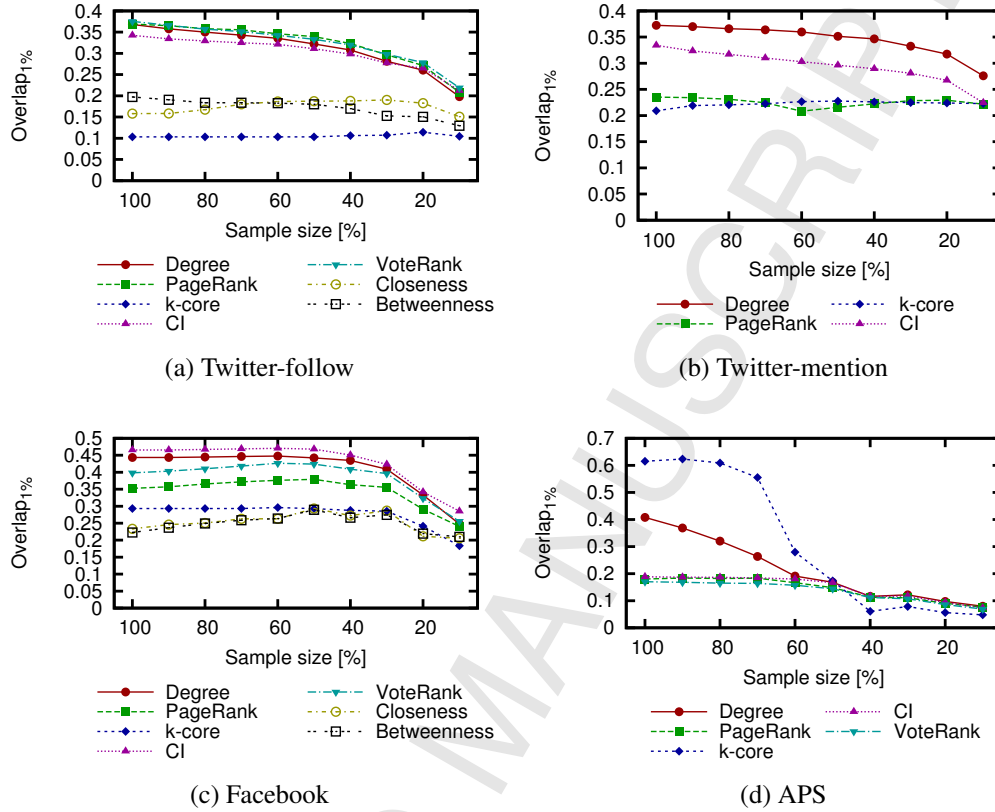 0.4
0.35
0.3
0.25
0.2
0.15
0.1
0.05
0
Overlap1%
100 80 60 40 20
Sample size [%]
Degree
PageRank
k-core
CI
VoteRank
Closeness
Betweenness
(a) Twitter-follow
0.4
0.35
0.3
0.25
0.2
0.15
0.1
0.05
0
Overlap1%
100 80 60 40 20
Sample size [%]
Degree
PageRank
k-core
CI
(b) Twitter-mention
0.5
0.45
0.4
0.35
0.3
0.25
0.2
0.15
0.1
0.05
0
Overlap1%
100 80 60 40 20
Sample size [%]
Degree
PageRank
k-core
CI
VoteRank
Closeness
Betweenness
(c) Facebook
0.7
0.6
0.5
0.4
0.3
0.2
0.1
0
Overlap1%
100 80 60 40 20
Sample size [%]
Degree
PageRank
k-core
CI
VoteRank
(d) APS
MANUSCRIP